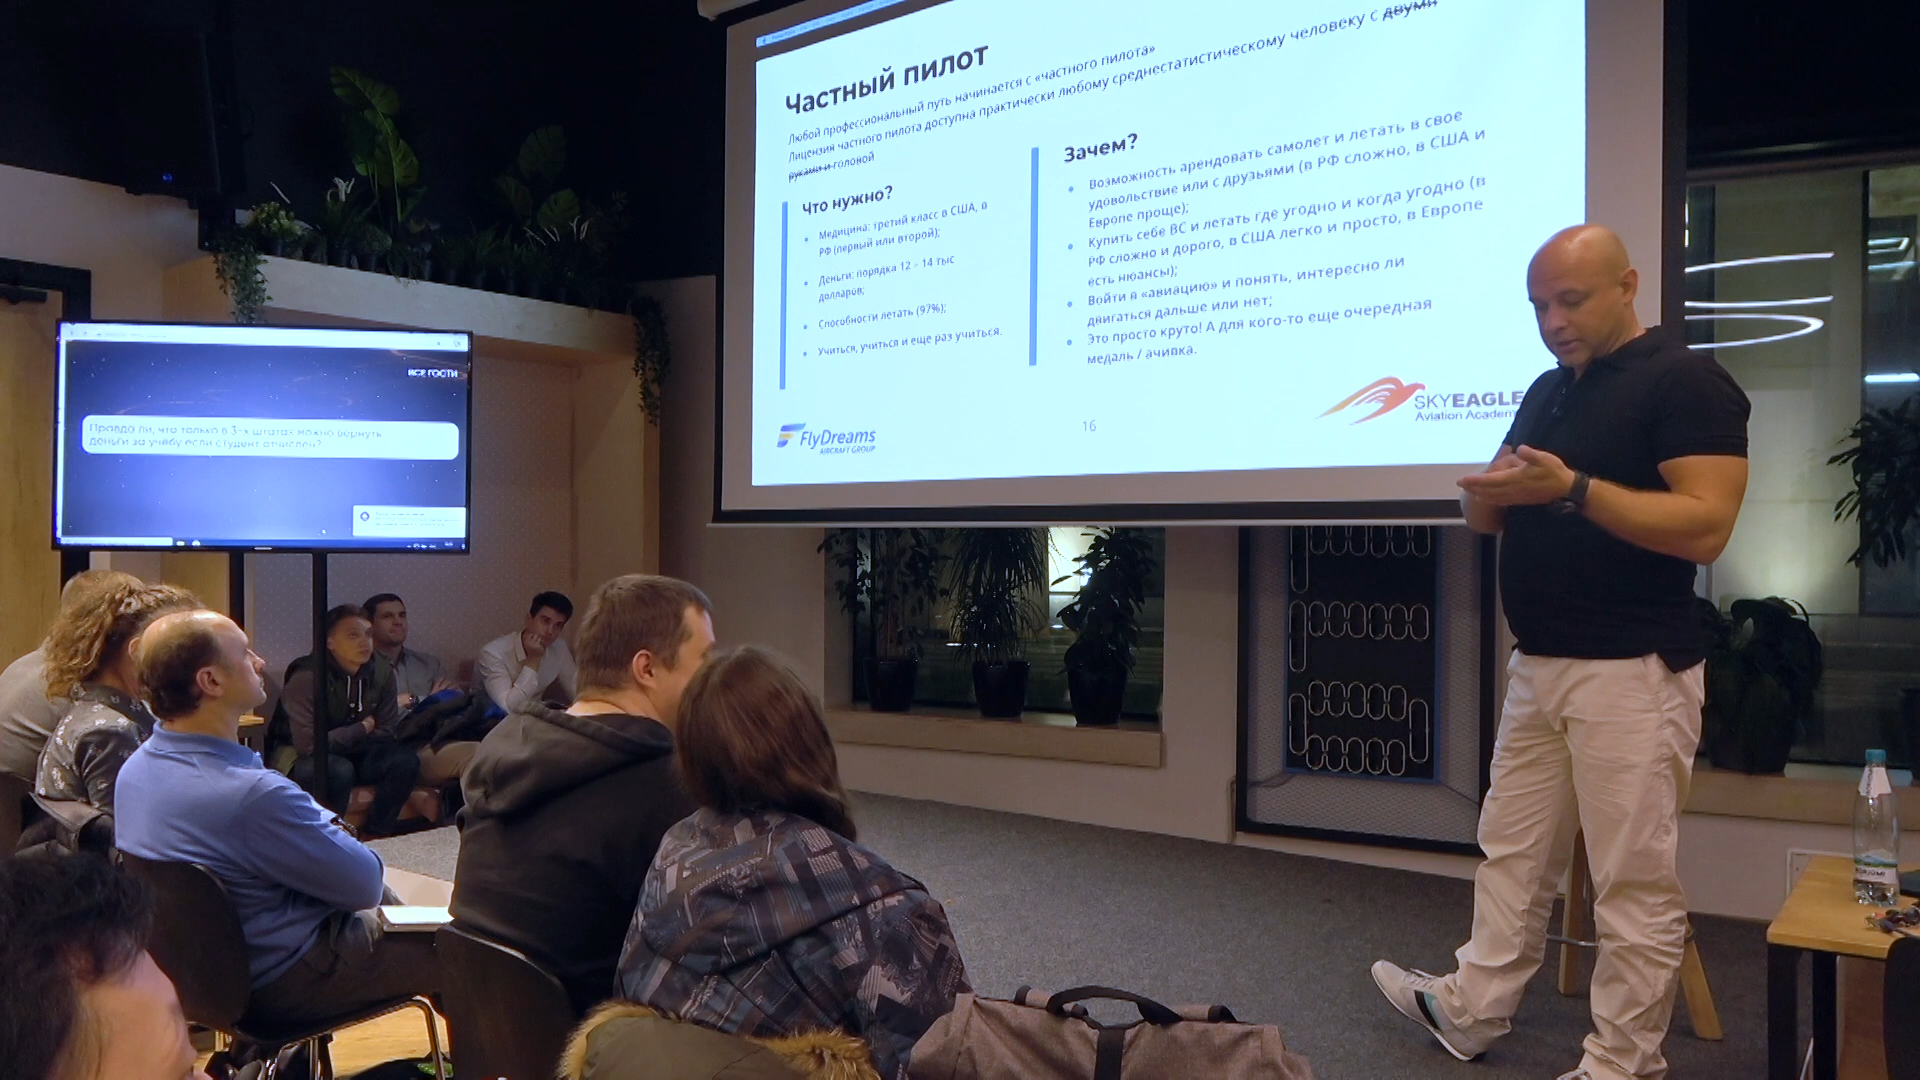 Частный пилот
Любой профессиональный путь начинается с «частного пилота»
Лицензия частного пилота доступна практически любому среднестатистическому человеку с двумя
руками и головой
Что нужно?
Медицина: третий класс в США, в
РФ (первый или второй);
Деньги: порядка 12 – 14 тыс
долларов;
Способности летать (97%);
Учиться, учиться и еще раз учиться.
Зачем?
Возможность арендовать самолет и летать в свое
удовольствие или с друзьями (в РФ сложно, в США и
Европе проще);
Купить себе ВС и летать где угодно и когда угодно (в
РФ сложно и дорого, в США легко и просто, в Европе
есть нюансы);
Войти в «авиацию» и понять, интересно ли
двигаться дальше или нет;
Это просто круто! А для кого-то еще очередная
медаль / ачивка.
FlyDreams
AIRCRAFT GROUP
16
SKYEAGLE
Aviation Academy
ВСЕ ГОСТИ
Правда ли, что только в 3-х штатах можно вернуть
деньги за учёбу если студент отчислен?
BORJOMI